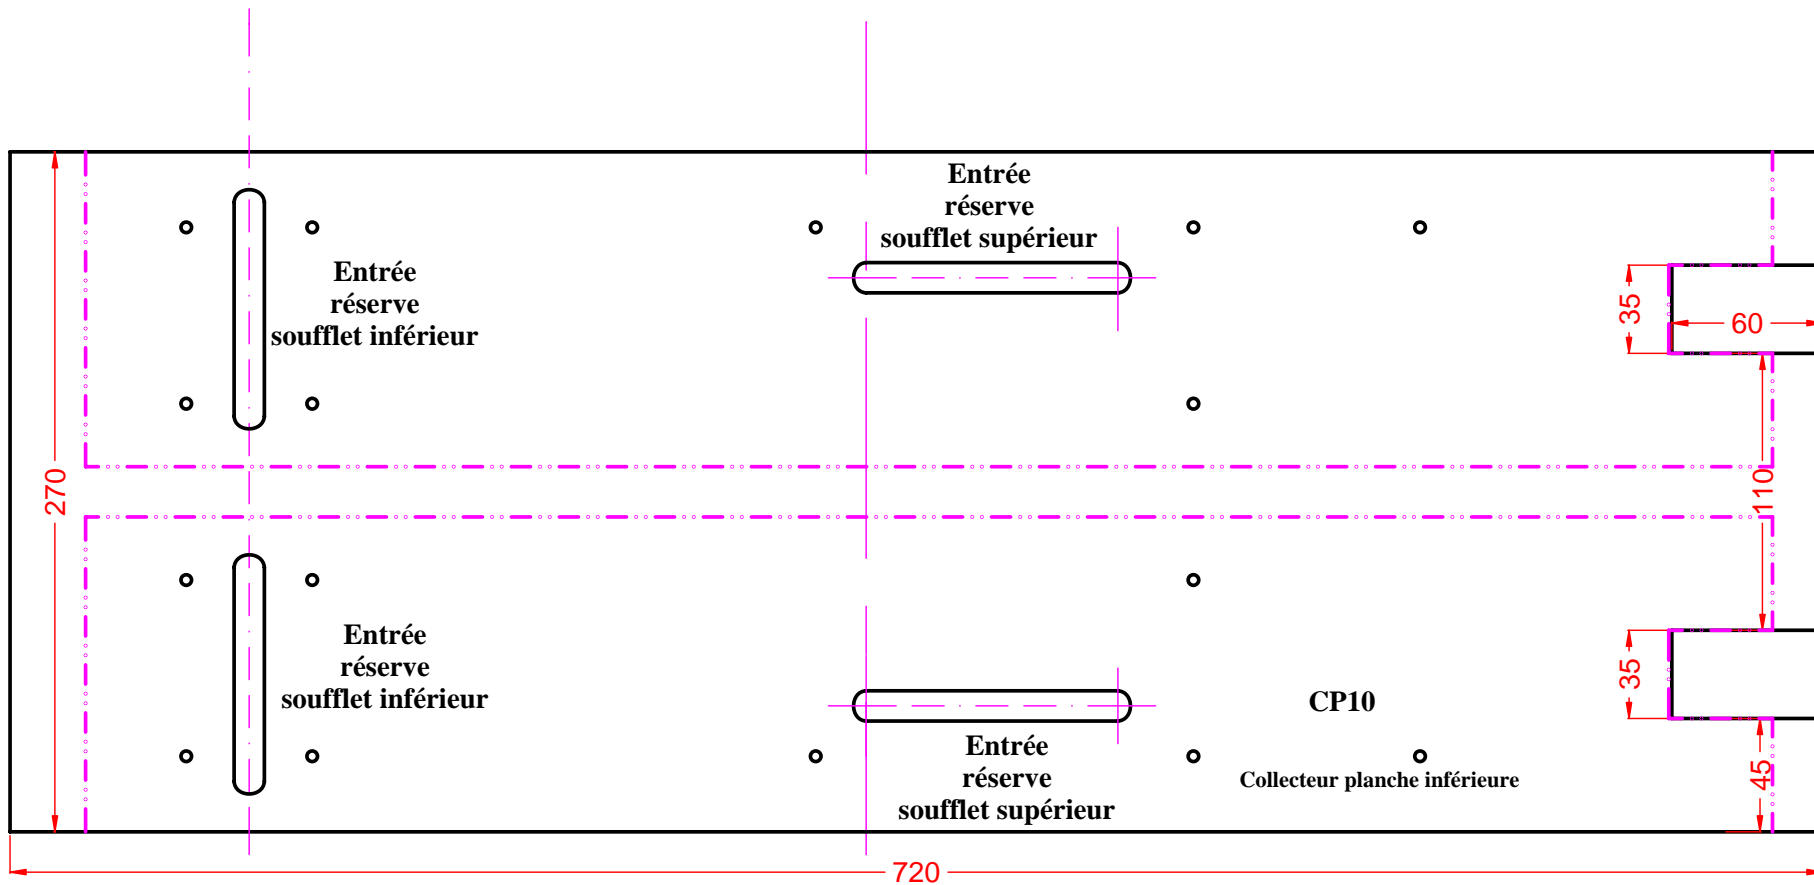 Entrée
réserve
soufflet supérieur
Entrée
réserve
soufflet inférieur
35
60
270
110
Entrée
réserve
soufflet inférieur
35
CP10
Entrée
réserve
soufflet supérieur
Collecteur planche inférieure
45
720